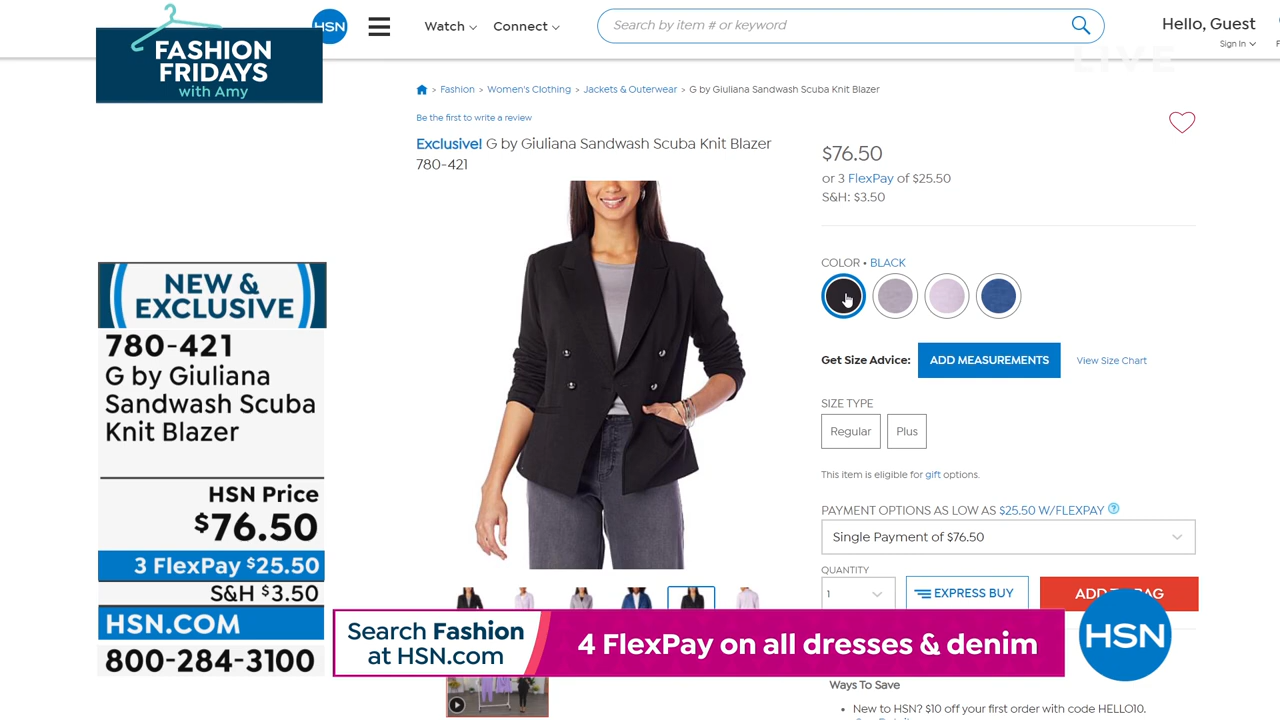 FASHION
FRIDAYS
with Amy
HSN
Watch
Connect
Search by item # or keyword
Hello, Guest
Sign In
LIVE
> Fashion > Women's Clothing > Jackets & Outerwear > G by Giuliana Sandwash Scuba Knit Blazer
Be the first to write a review
Exclusive! G by Giuliana Sandwash Scuba Knit Blazer
780-421
$76.50
or 3 FlexPay of $25.50
S&H: $3.50
COLOR • BLACK
Get Size Advice:
ADD MEASUREMENTS
View Size Chart
SIZE TYPE
Regular
Plus
This item is eligible for gift options.
PAYMENT OPTIONS AS LOW AS $25.50 W/FLEXPAY ?
Single Payment of $76.50
QUANTITY
1
EXPRESS BUY
NEW &
EXCLUSIVE
780-421
G by Giuliana
Sandwash Scuba
Knit Blazer
HSN Price
$76.50
3 FlexPay $25.50
S&H $3.50
HSN.COM
800-284-3100
Search Fashion
at HSN.com
4 FlexPay on all dresses & denim
HSN
Ways To Save
• New to HSN? $10 off your first order with code HELLO10.